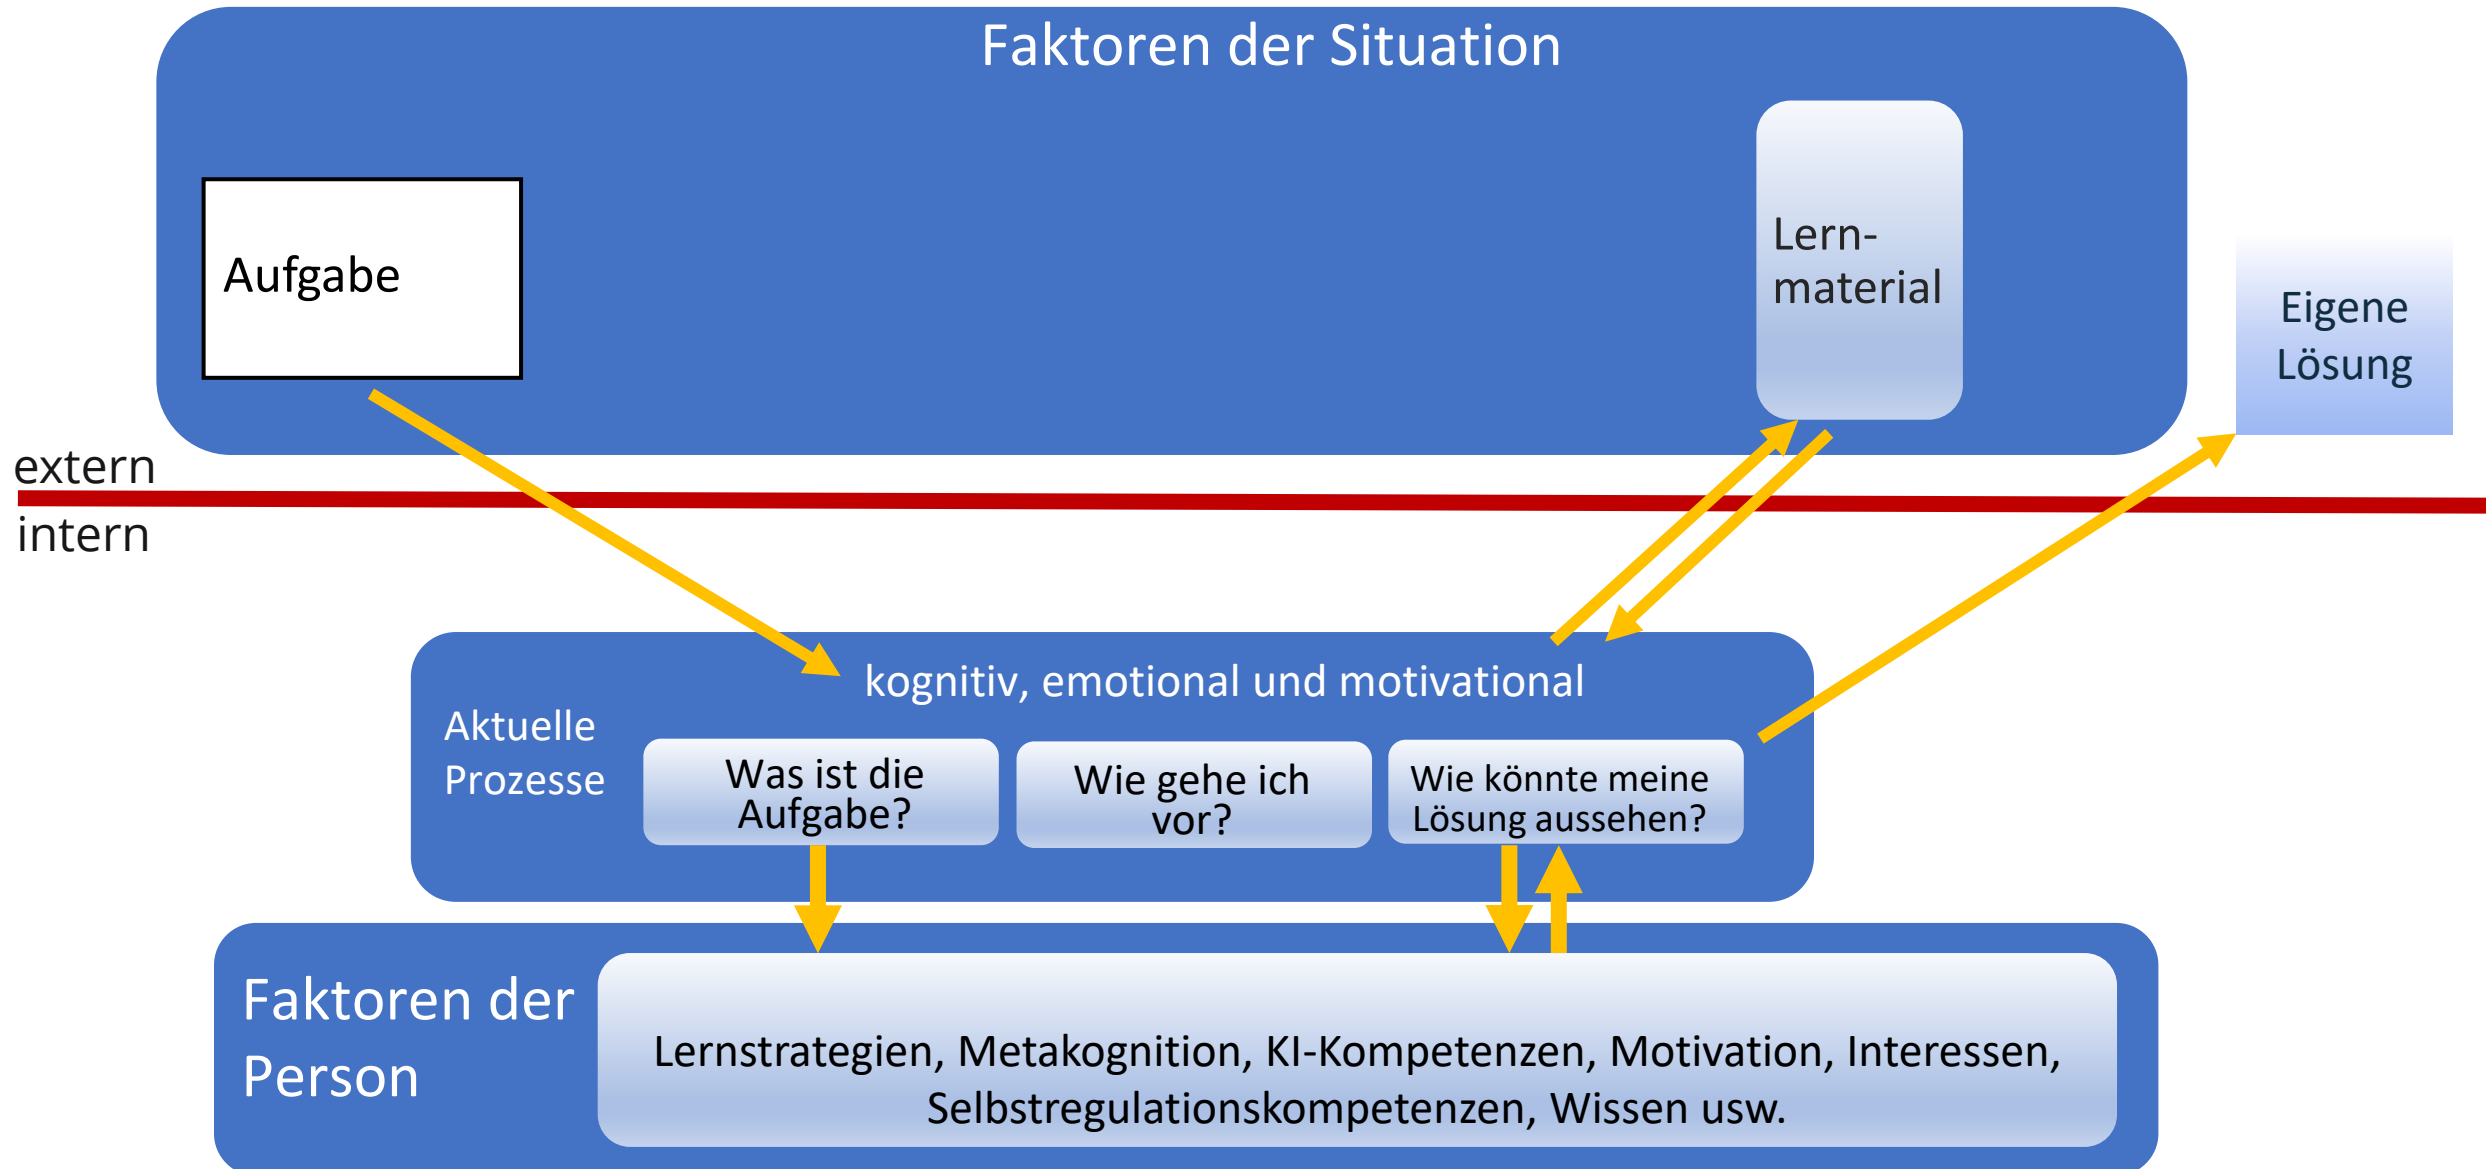 Faktoren der Situation
Aufgabe
Lern-
material
Eigene
Lösung
extern
intern
kognitiv, emotional und motivational
Aktuelle
Prozesse
Was ist die
Aufgabe?
Wie gehe ich
vor?
Wie könnte meine
Lösung aussehen?
Faktoren der
Person
Lernstrategien, Metakognition, KI-Kompetenzen, Motivation, Interessen,
Selbstregulationskompetenzen, Wissen usw.